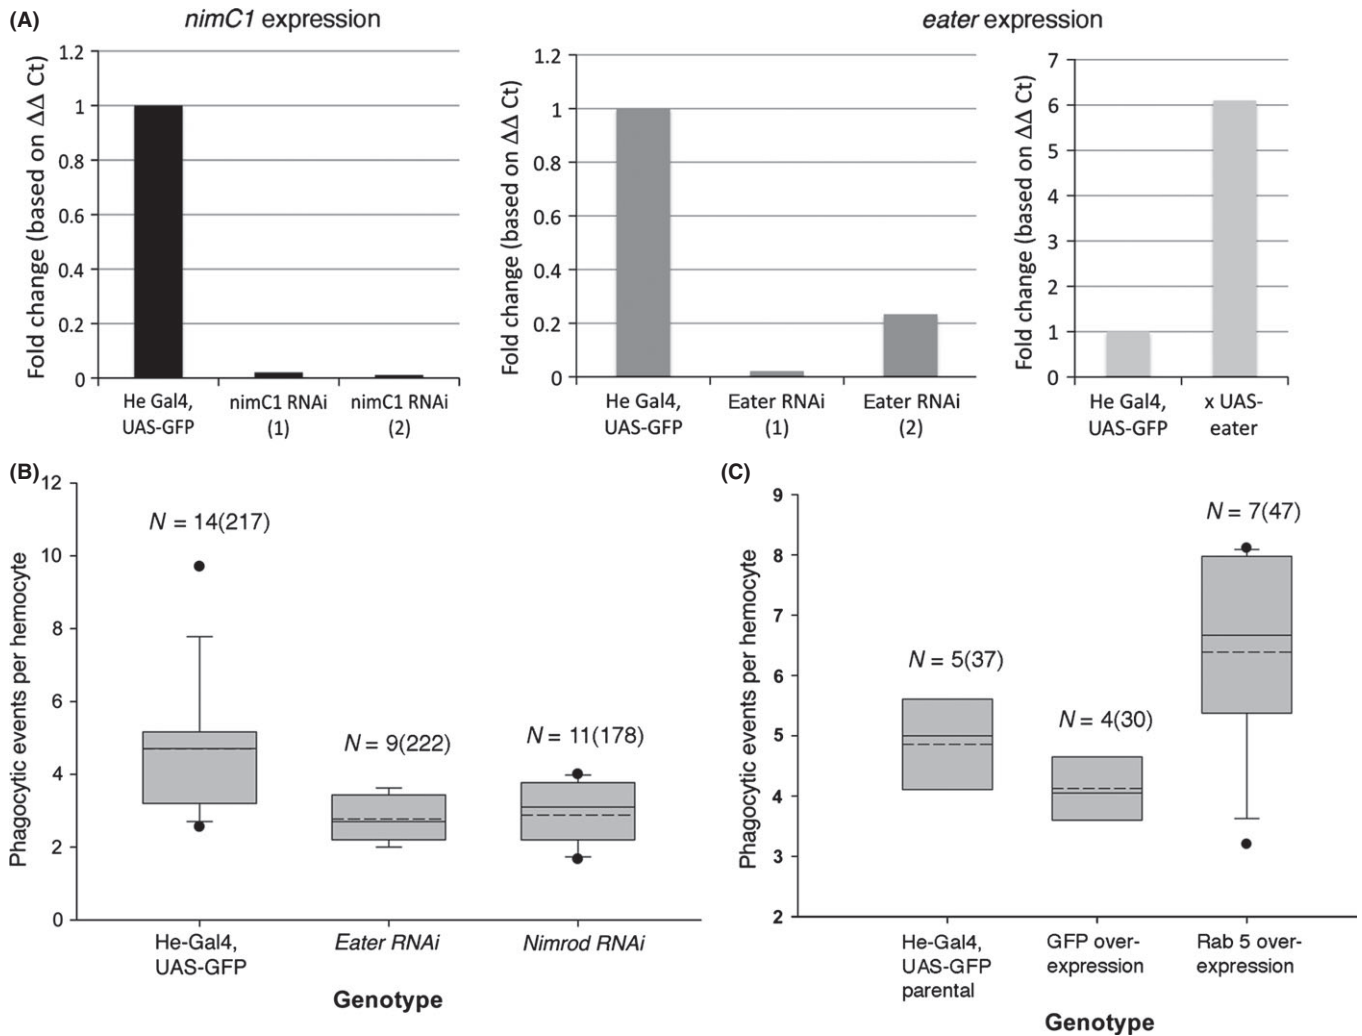 (A)
nimC1 expression
eater expression
Fold change (based on ΔΔ Ct)
1.2
1
0.8
0.6
0.4
0.2
0
He Gal4,
UAS-GFP
nimC1 RNAi
(1)
nimC1 RNAi
(2)
Fold change (based on ΔΔ Ct)
1.2
1
0.8
0.6
0.4
0.2
0
He Gal4,
UAS-GFP
Eater RNAi
(1)
Eater RNAi
(2)
Fold change (based on ΔΔ Ct)
7
6
5
4
3
2
1
0
He Gal4,
UAS-GFP
x UAS-
eater
(B)
Phagocytic events per hemocyte
12
10
8
6
4
2
0
N = 14(217)
N = 9(222)
N = 11(178)
He-Gal4,
UAS-GFP
Eater RNAi
Nimrod RNAi
Genotype
(C)
Phagocytic events per hemocyte
9
8
7
6
5
4
3
2
N = 5(37)
N = 4(30)
N = 7(47)
He-Gal4,
UAS-GFP
parental
GFP over-
expression
Rab 5 over-
expression
Genotype